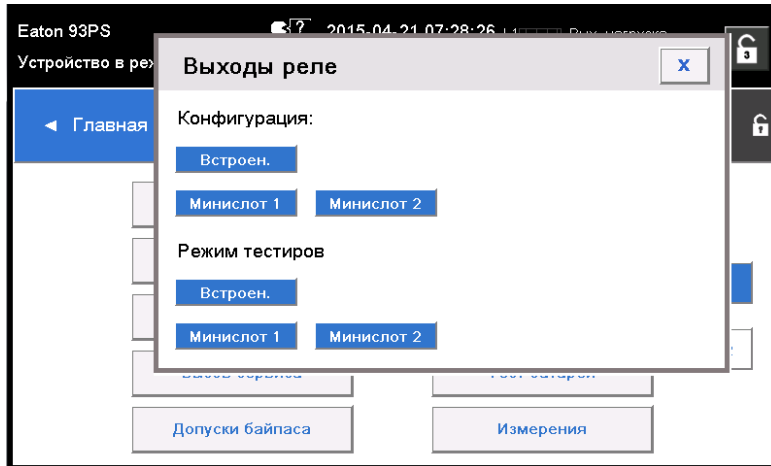 Eaton 93PS 2015-04-21 07:28:26
Устройство в
3
Выходы реле
x
◄ Главная
Конфигурация:
Встроен.
Минислот 1 Минислот 2
Режим тестиров
Встроен.
Минислот 1 Минислот 2
Допуски байпаса Измерения